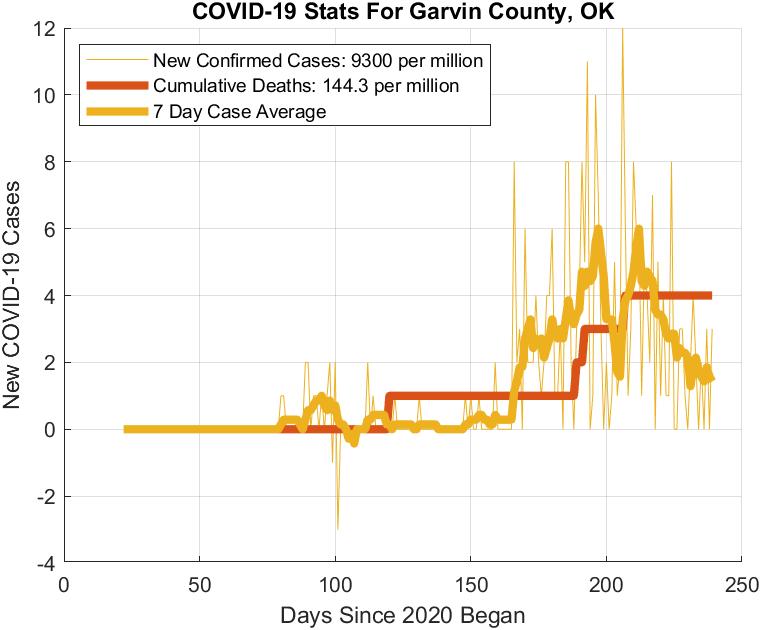 COVID-19 Stats For Garvin County, OK
New Confirmed Cases: 9300 per million
Cumulative Deaths: 144.3 per million
7 Day Case Average
New COVID-19 Cases
12
10
8
6
4
2
0
-2
-4
0 50 100 150 200 250
Days Since 2020 Began